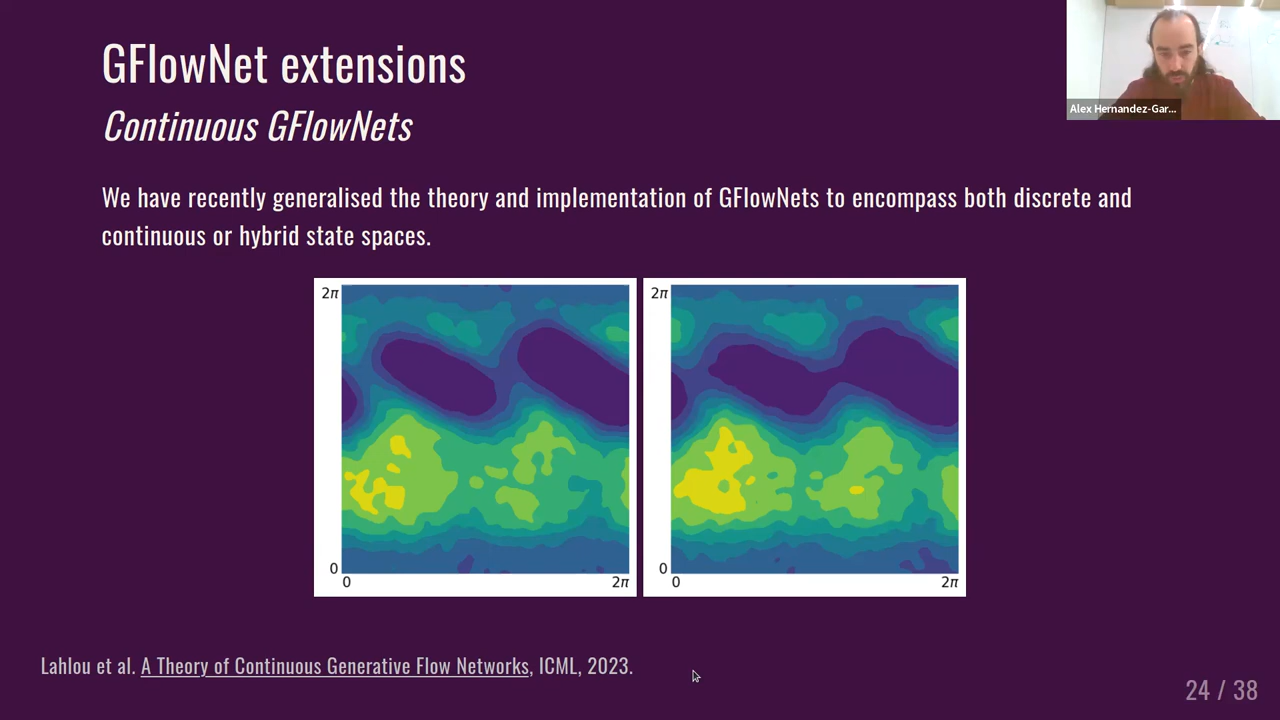 GFlowNet extensions
Continuous GFlowNets
Alex Hernandez-Gar...
We have recently generalised the theory and implementation of GFlowNets to encompass both discrete and
continuous or hybrid state spaces.
2π
0
0
2π
2π
0
0
2π
Lahlou et al. A Theory of Continuous Generative Flow Networks, ICML, 2023.
24 / 38